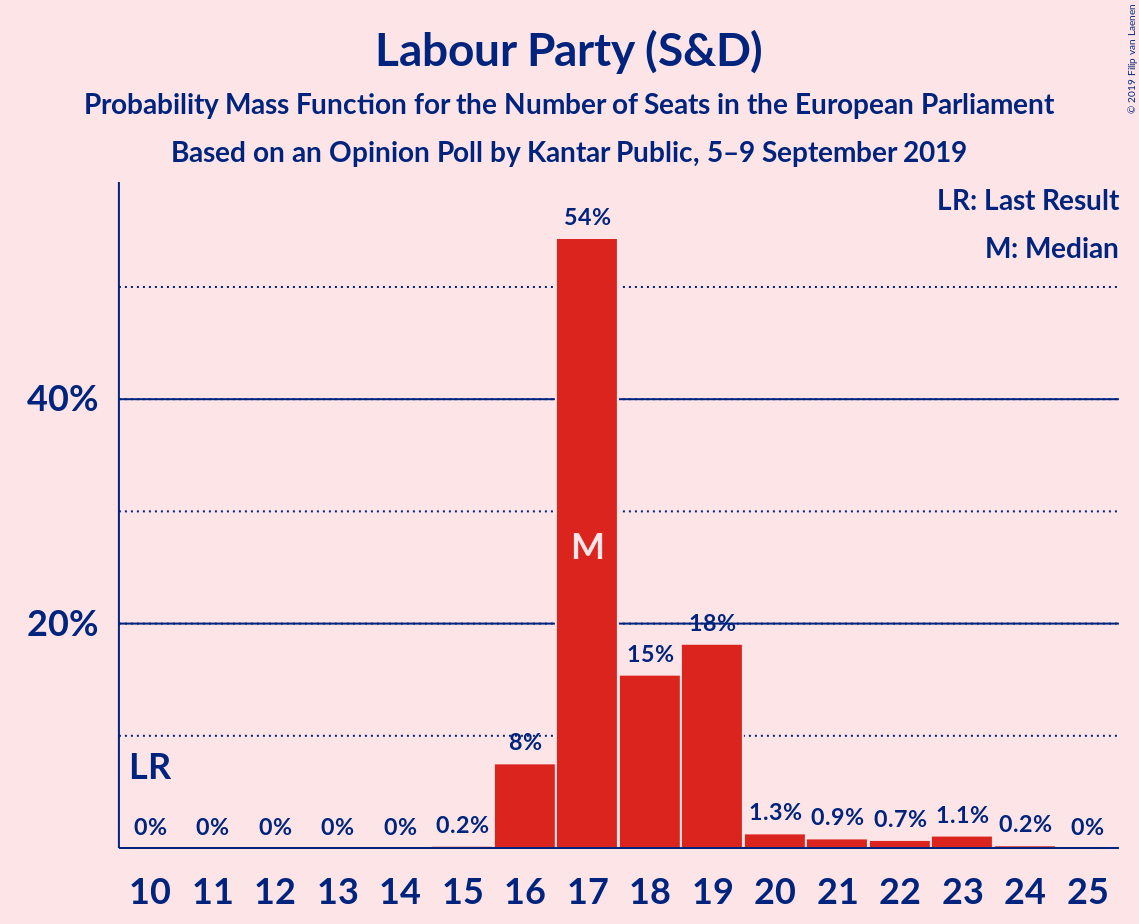 Labour Party (S&D)
Probability Mass Function for the Number of Seats in the European Parliament
Based on an Opinion Poll by Kantar Public, 5–9 September 2019
© 2019 Filip van Laenen
LR: Last Result
M: Median
54%
40%
M
20%
18%
15%
8%
LR
0% 0% 0% 0% 0% 0.2% 1.3% 0.9% 0.7% 1.1% 0.2% 0%
10 11 12 13 14 15 16 17 18 19 20 21 22 23 24 25